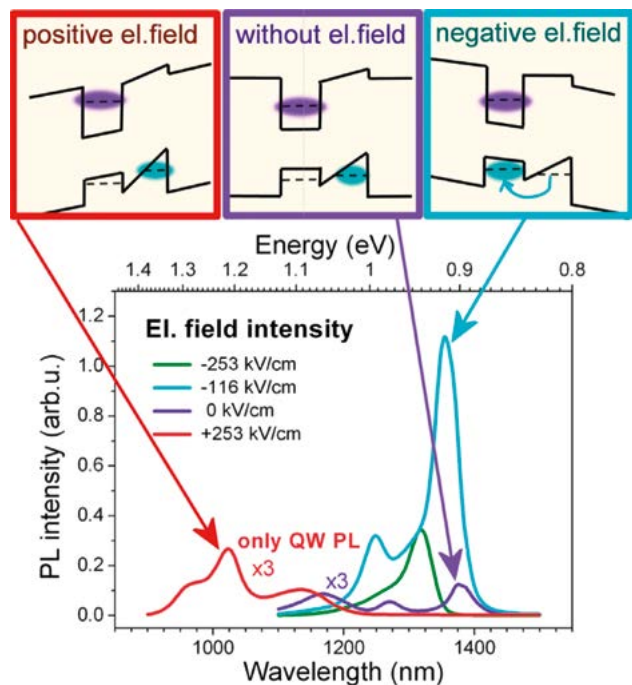 positive el.field
without el.field
negative el.field
Energy (eV)
1.4 1.3 1.2 1.1 1 0.9 0.8
El. field intensity
-253 kV/cm
-116 kV/cm
0 kV/cm
+253 kV/cm
PL intensity (arb.u.)
1.2
1.0
0.8
0.6
0.4
0.2
0.0
only QW PL
x3
x3
1000 1200 1400
Wavelength (nm)